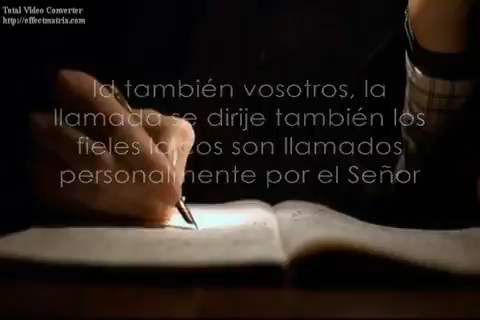 Total Video Converter
http://effectmatrix.com
Id también vosotros, la
llamada se dirije también los
fieles laicos son llamados
personalmente por el Señor